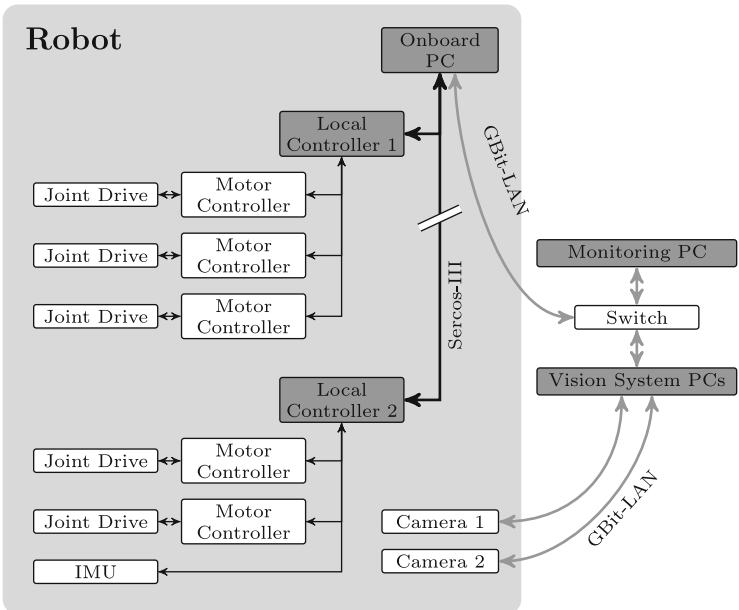 Robot
Onboard
PC
Local
Controller 1
GBit-LAN
Joint Drive
Motor
Controller
Joint Drive
Motor
Controller
Joint Drive
Motor
Controller
Sercos-III
Monitoring PC
Switch
Vision System PCs
Local
Controller 2
Joint Drive
Motor
Controller
Joint Drive
Motor
Controller
IMU
Camera 1
Camera 2
GBit-LAN